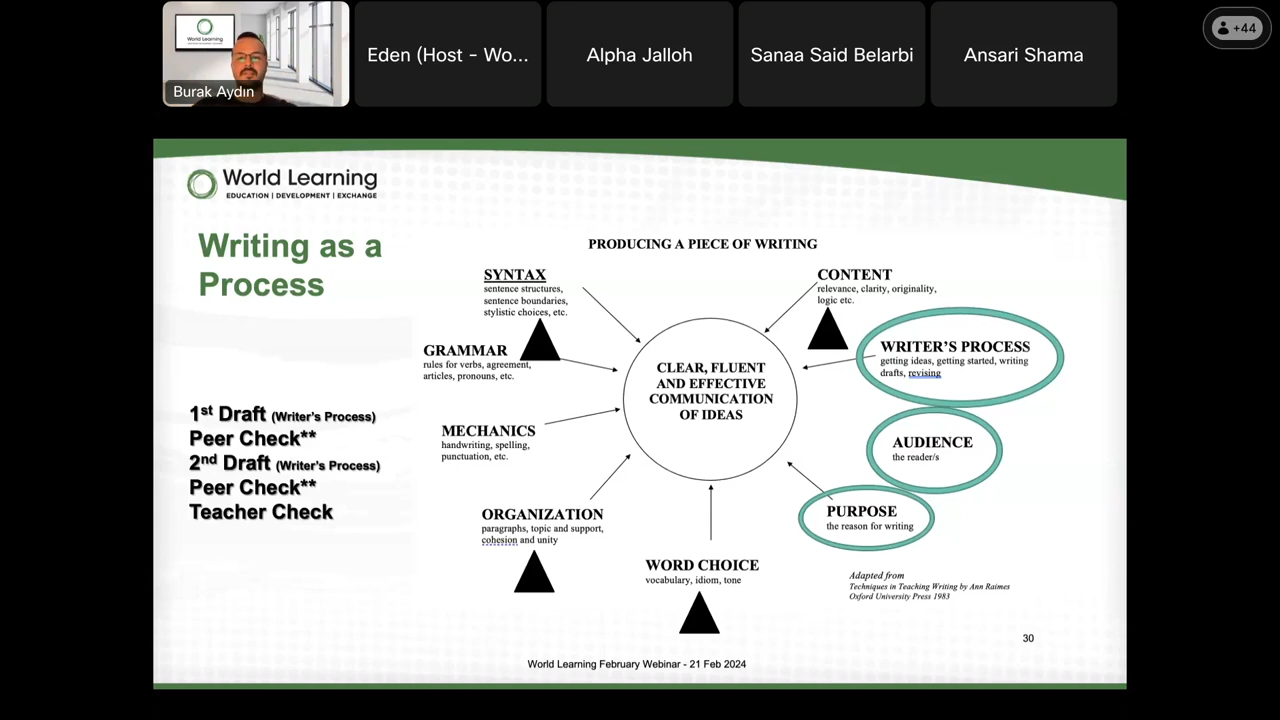 Burak Aydın
Eden (Host - Wo...
Alpha Jalloh
Sanaa Said Belarbi
Ansari Shama
+44
World Learning
World Learning
EDUCATION | DEVELOPMENT | EXCHANGE
Writing as a
Process
1st Draft (Writer's Process)
Peer Check**
2nd Draft (Writer's Process)
Peer Check**
Teacher Check
PRODUCING A PIECE OF WRITING
SYNTAX
sentence structures,
sentence boundaries,
stylistic choices, etc.
GRAMMAR
rules for verbs, agreement,
articles, pronouns, etc.
MECHANICS
handwriting, spelling,
punctuation, etc.
ORGANIZATION
paragraphs, topic and support,
cohesion and unity
WORD CHOICE
vocabulary, idiom, tone
CLEAR, FLUENT
AND EFFECTIVE
COMMUNICATION
OF IDEAS
CONTENT
relevance, clarity, originality,
logic etc.
WRITER'S PROCESS
getting ideas, getting started, writing
drafts, revising
AUDIENCE
the reader/s
PURPOSE
the reason for writing
Adapted from
Techniques in Teaching Writing by Ann Raimes
Oxford University Press 1983
30
World Learning February Webinar - 21 Feb 2024